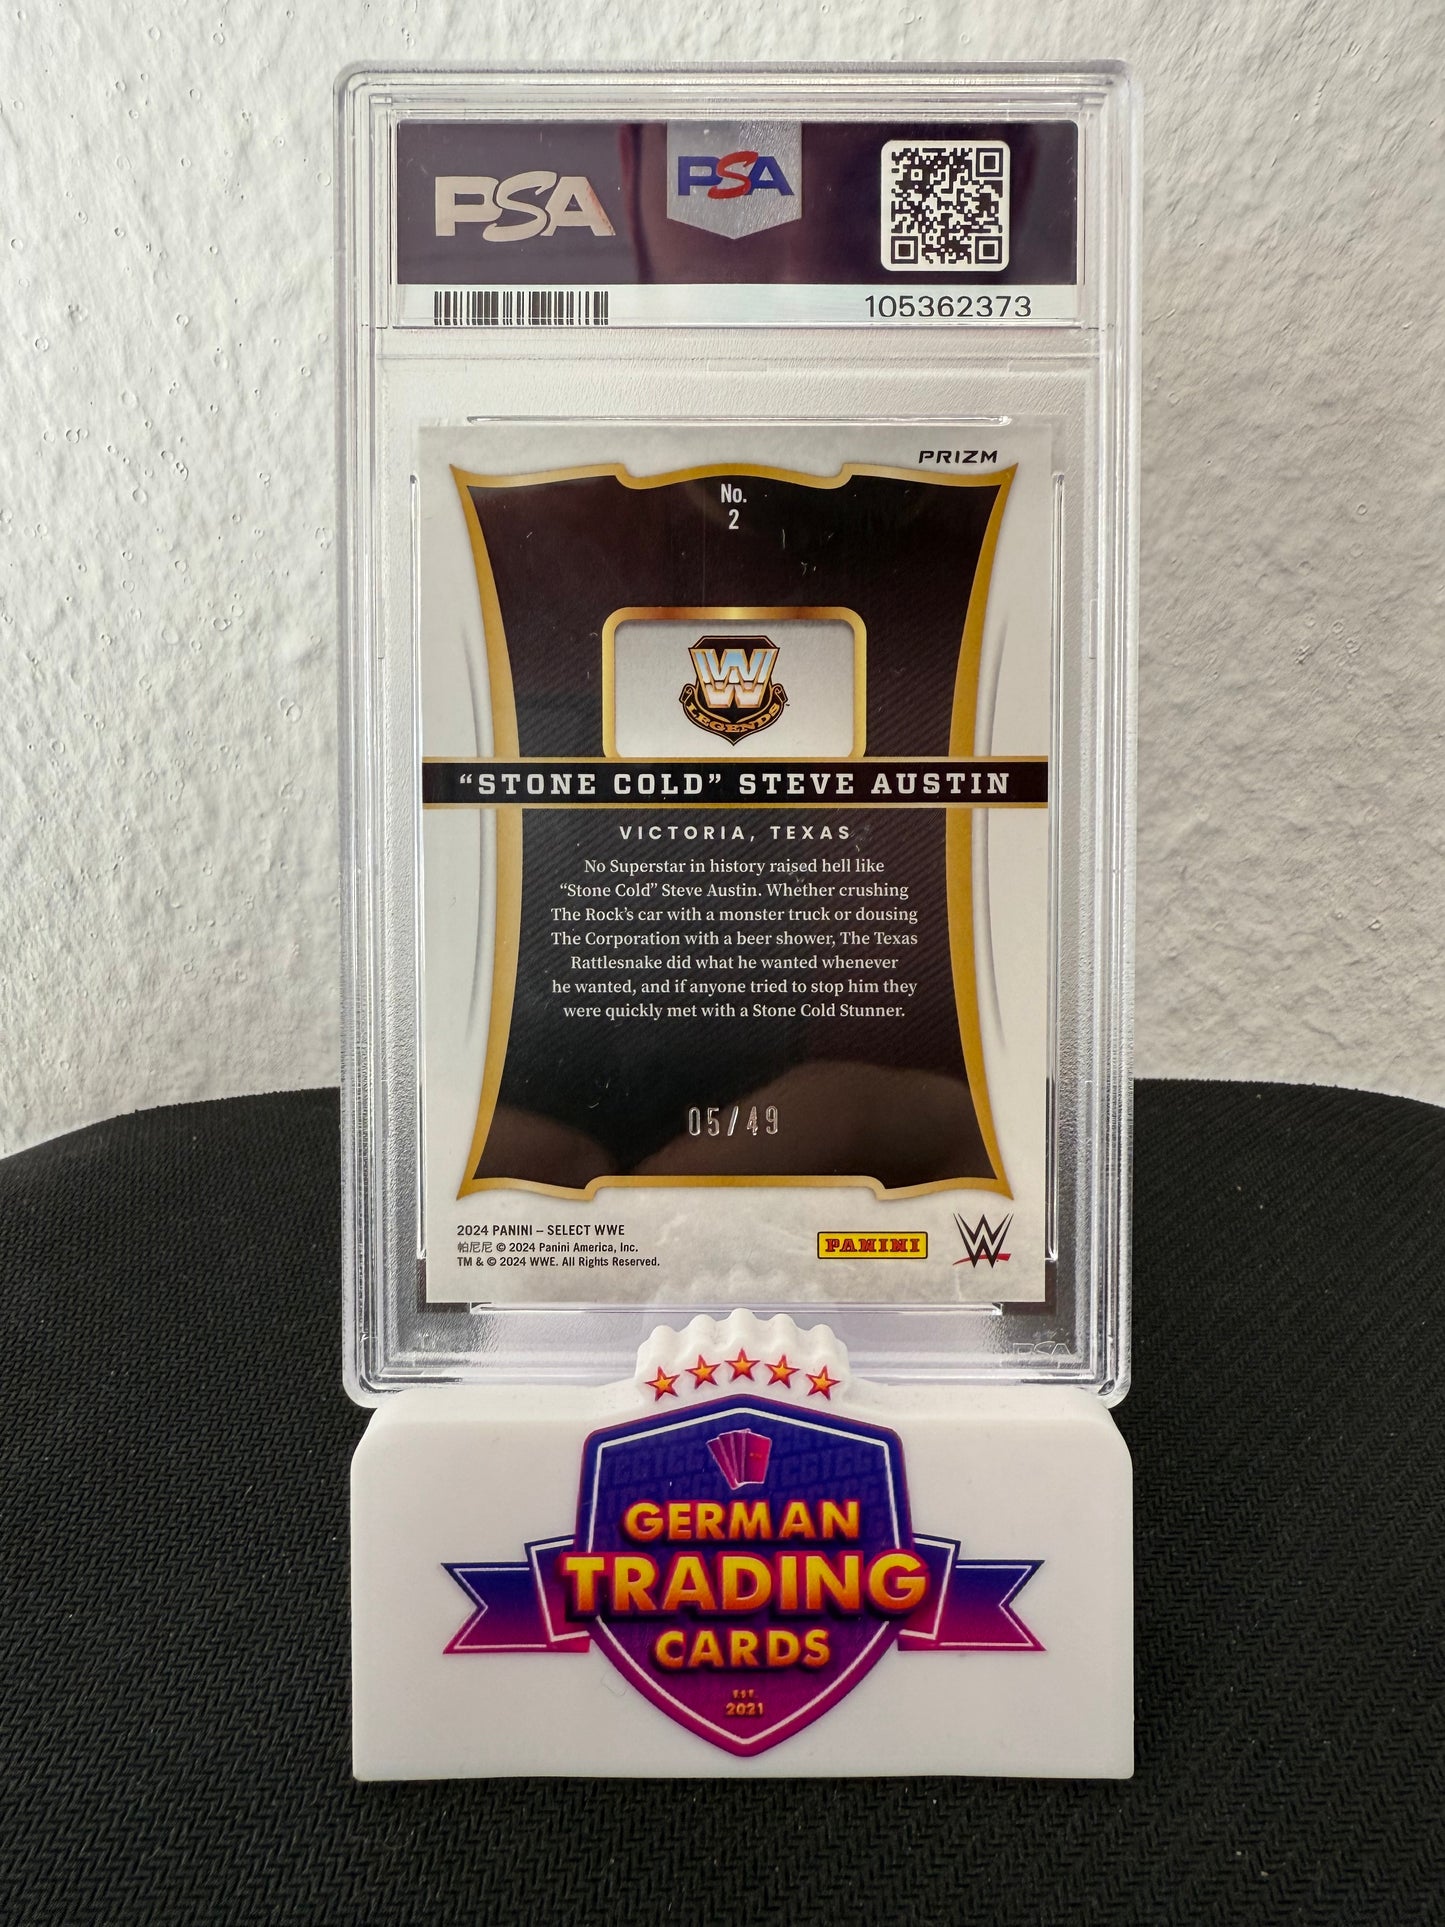 PSA
PSA
105362373
PRIZM
No.
2
W
LEGENDS
“STONE COLD” STEVE AUSTIN
VICTORIA, TEXAS
No Superstar in history raised hell like
“Stone Cold” Steve Austin. Whether crushing
The Rock’s car with a monster truck or dousing
The Corporation with a beer shower, The Texas
Rattlesnake did what he wanted whenever
he wanted, and if anyone tried to stop him they
were quickly met with a Stone Cold Stunner.
05/49
2024 PANINI – SELECT WWE
帕尼尼 © 2024 Panini America, Inc.
TM & © 2024 WWE. All Rights Reserved.
PANINI
W
PSA
GERMAN
TRADING
CARDS
EST.
2021